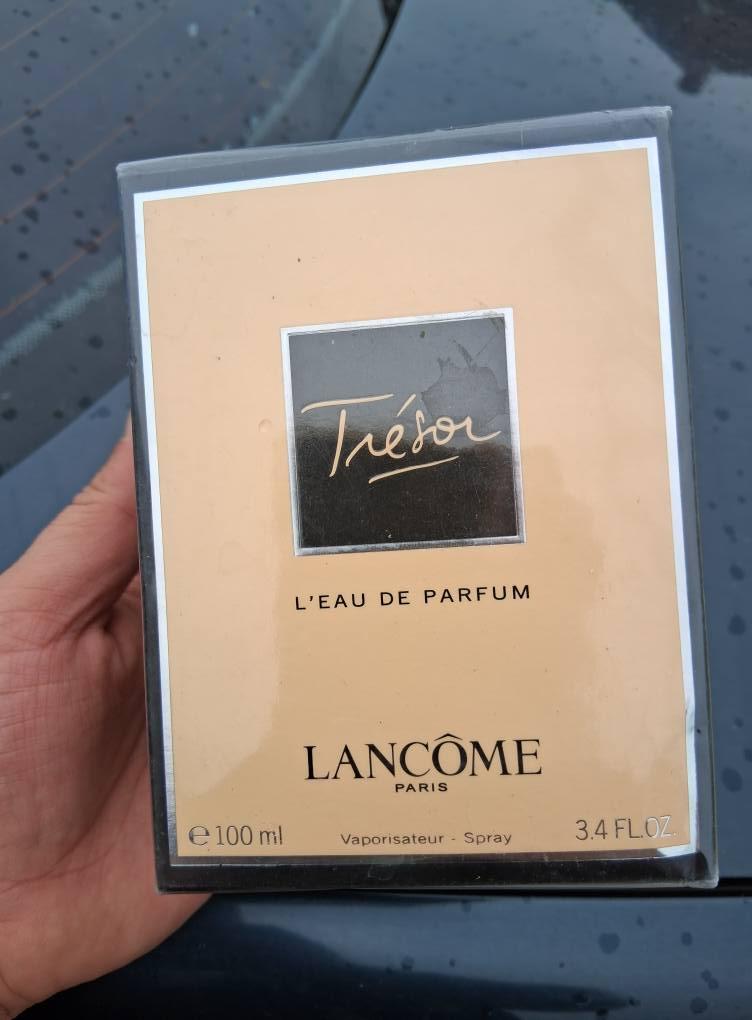 Trésor
L'EAU DE PARFUM
LANCÔME
PARIS
℮ 100 ml
Vaporisateur - Spray
3.4 FL.OZ.